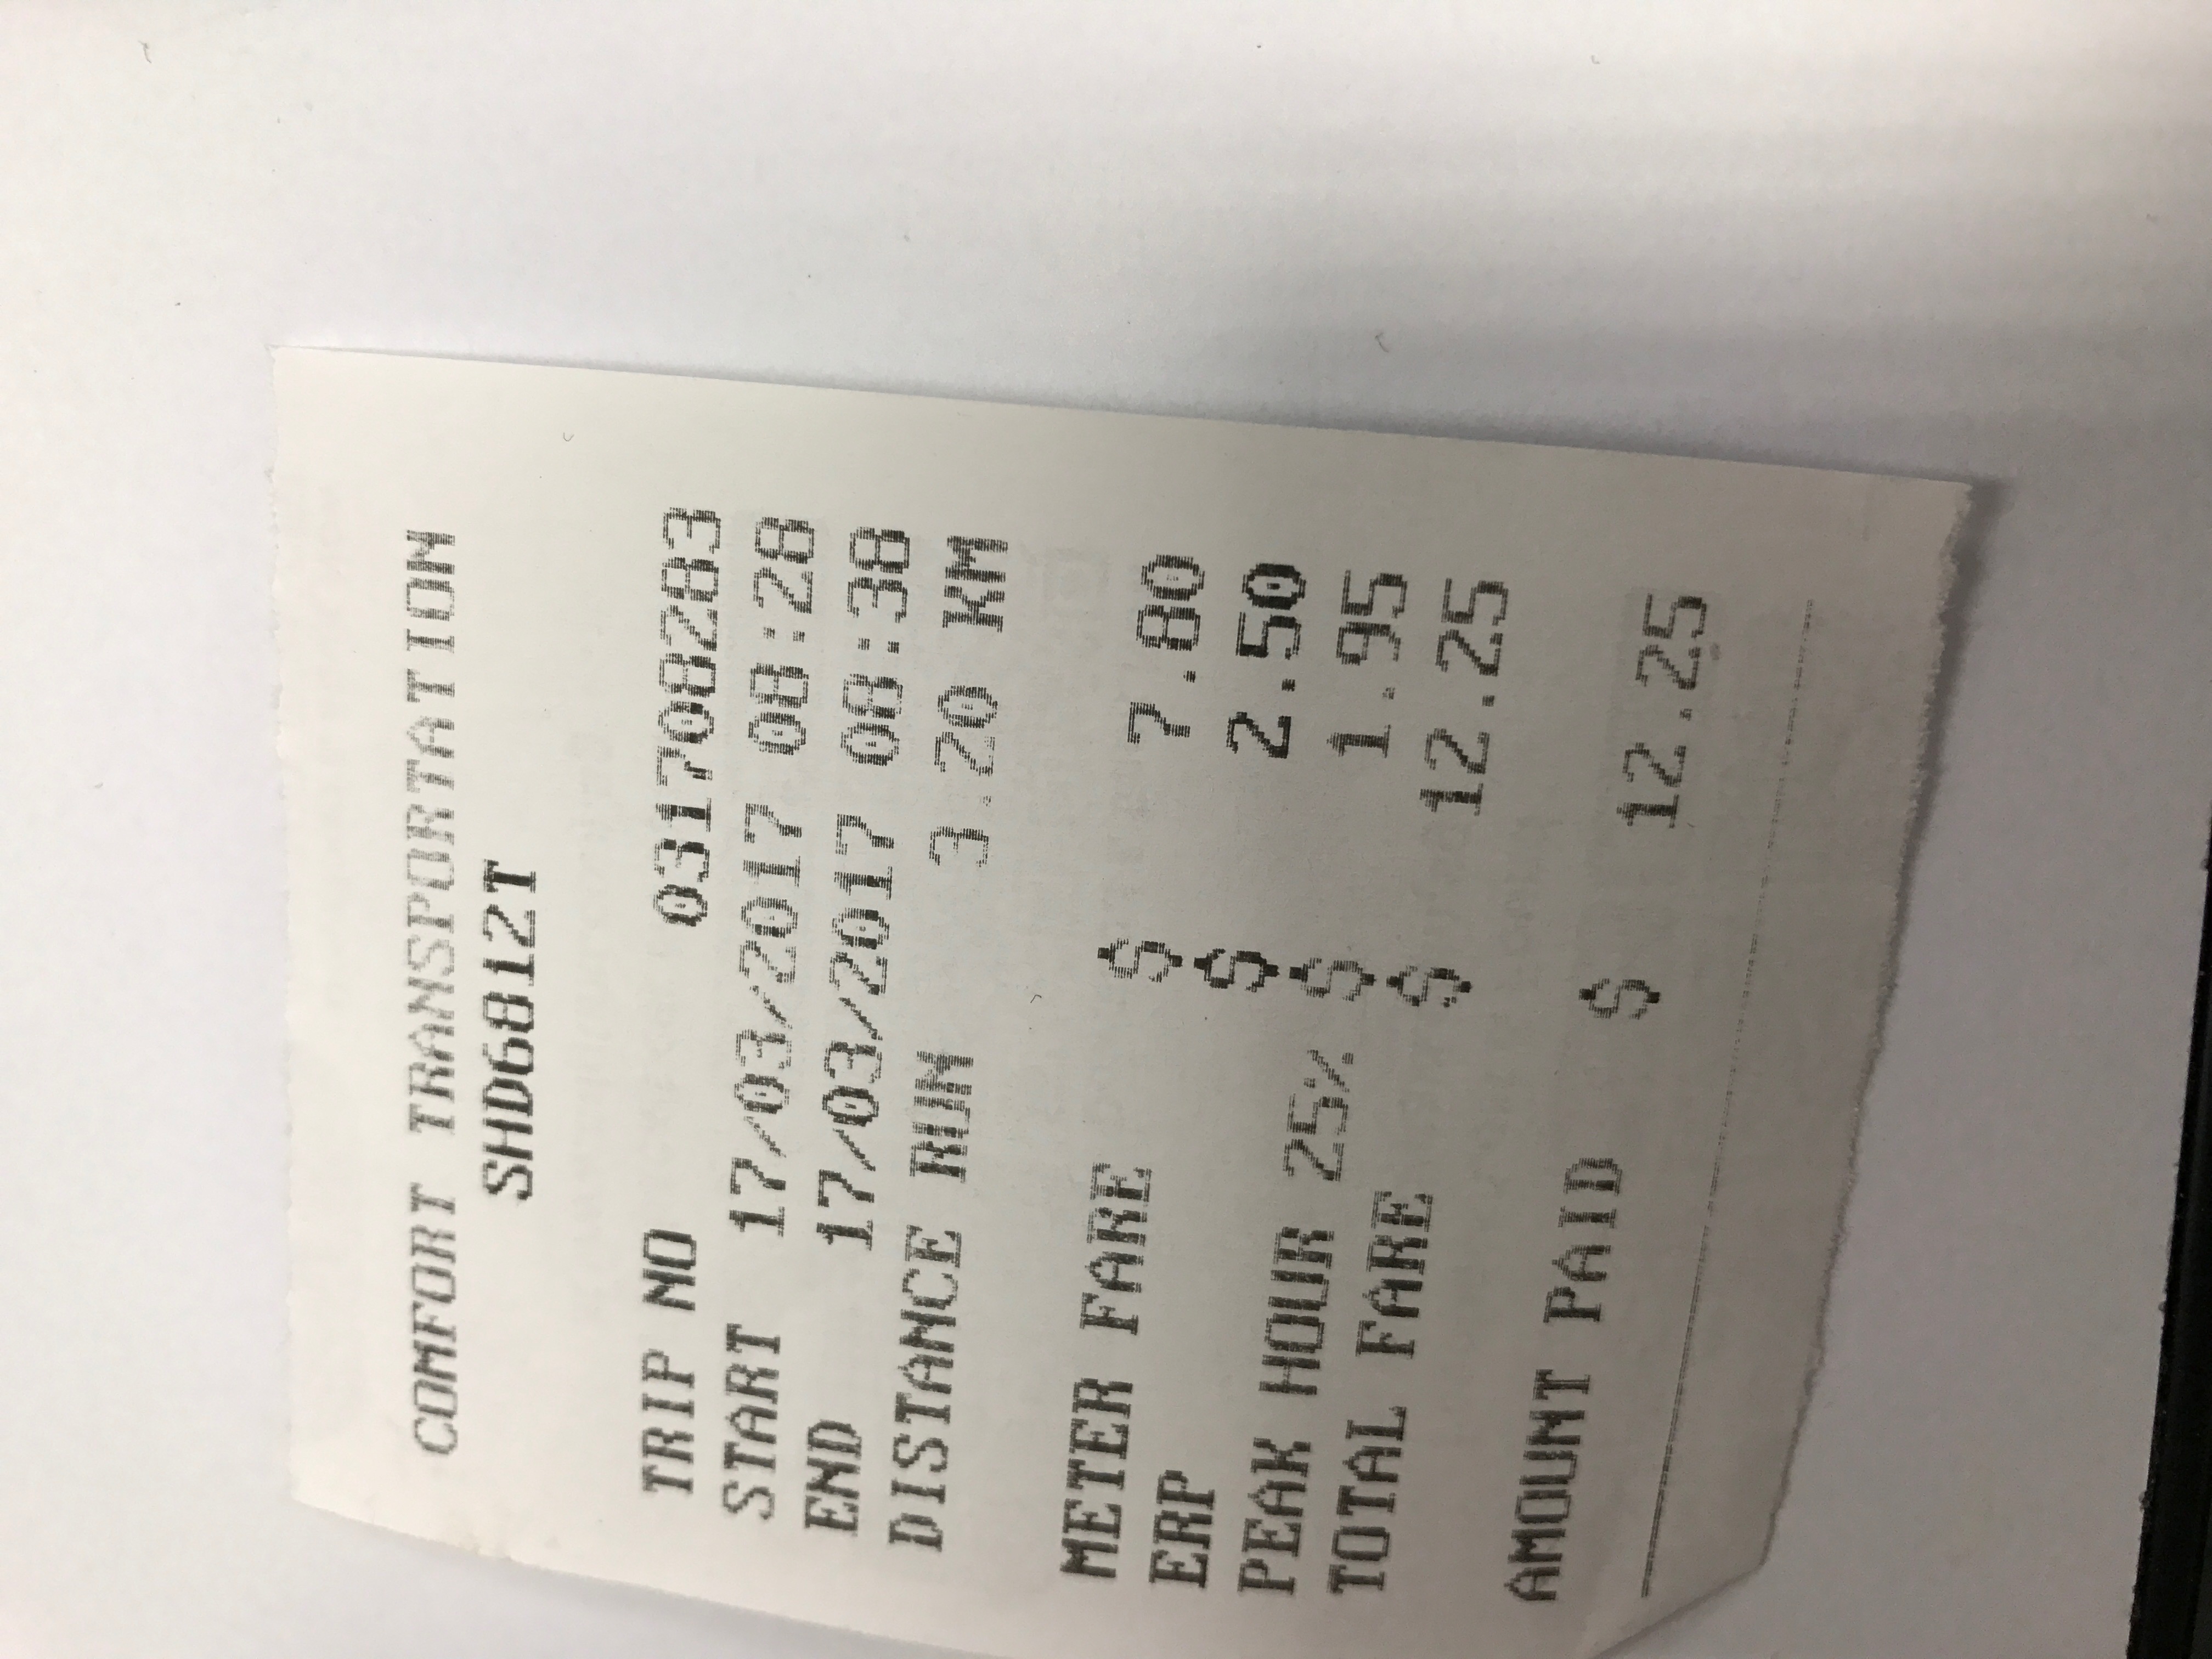 COMFORT TRANSPORTATION
SHD6812T
TRIP NO 031708283
START 17/03/2017 08:28
END 17/03/2017 08:38
DISTANCE RUN 3.20 KM
METER FARE $ 7.80
ERP $ 2.50
PEAK HOUR 25% $ 1.95
TOTAL FARE $ 12.25
AMOUNT PAID $ 12.25